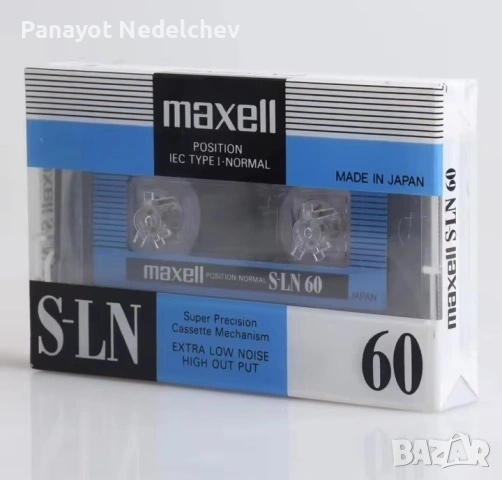 Panayot Nedelchev
maxell
POSITION
IEC TYPE I·NORMAL
MADE IN JAPAN
maxell POSITION·NORMAL S-LN 60
JAPAN
S-LN
Super Precision
Cassette Mechanism
EXTRA LOW NOISE
HIGH OUT PUT
60
maxell S-LN 60
BAZAR